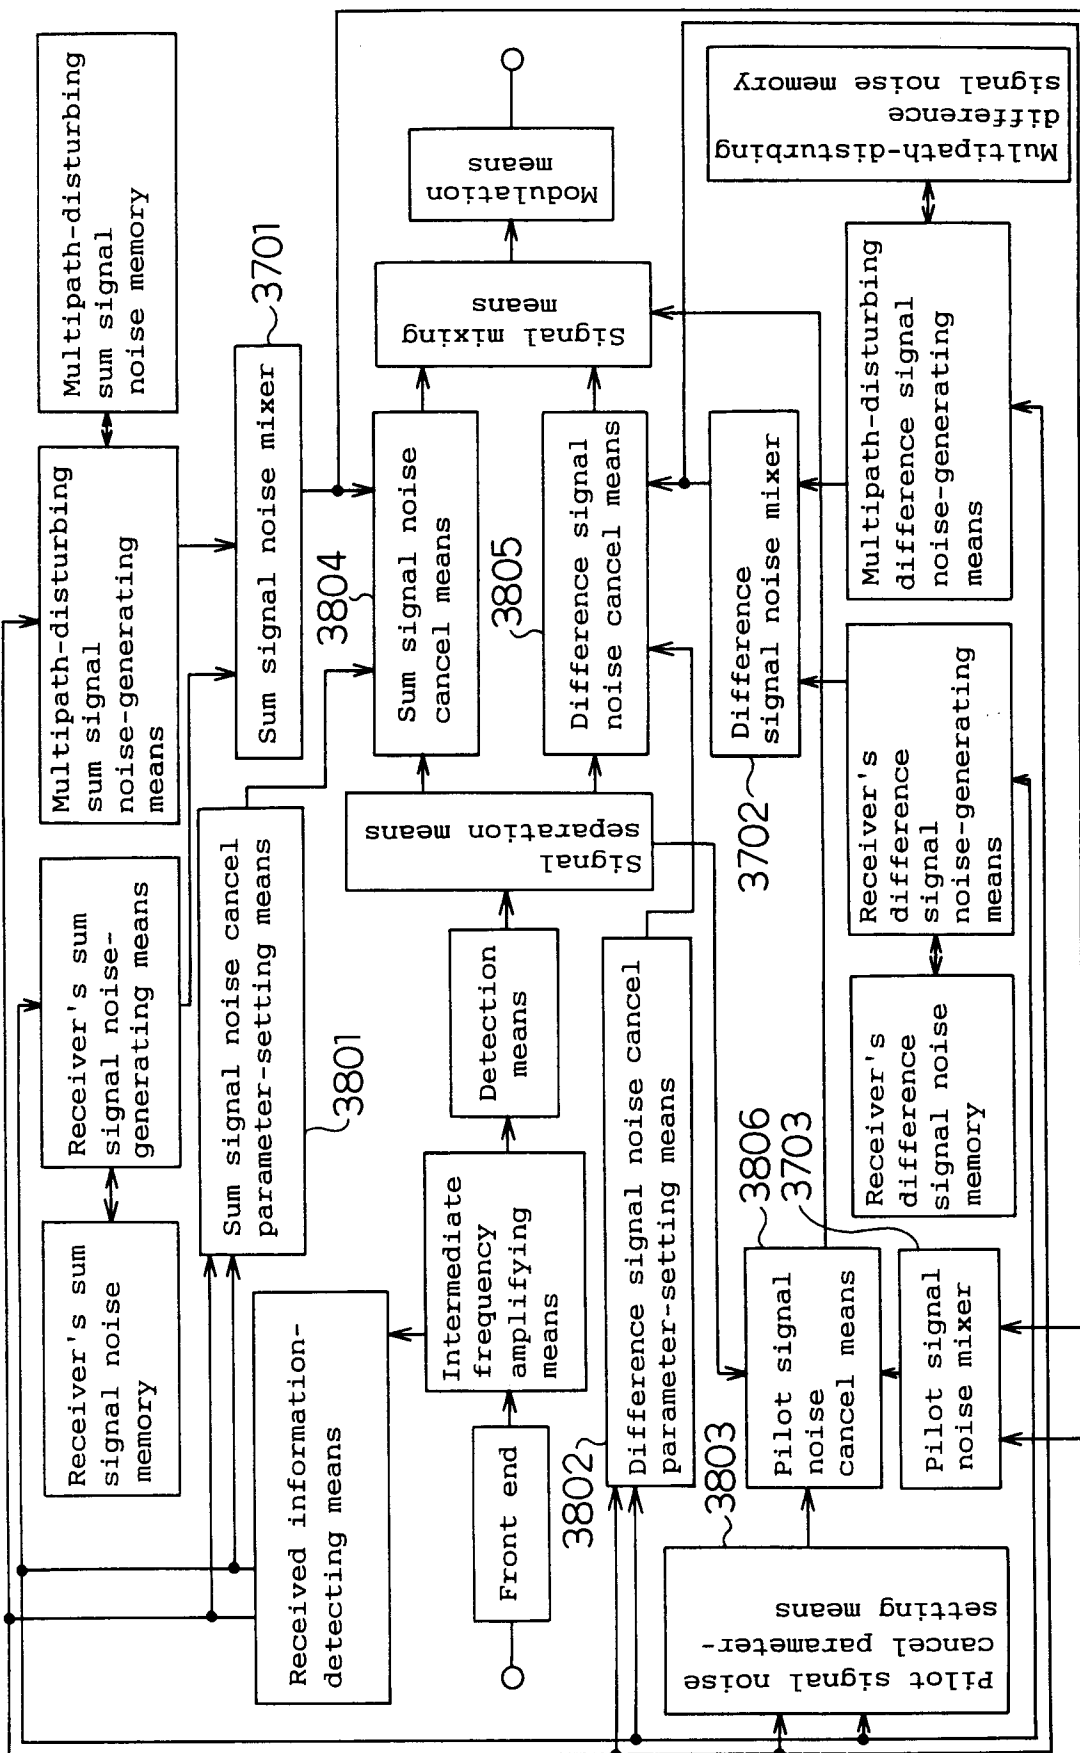 Multipath-disturbing
sum signal
noise memory
Multipath-disturbing
sum signal
noise-generating
means
Receiver's sum
signal noise-
generating means
Receiver's sum
signal noise
memory
3701
Sum signal noise mixer
Sum signal noise cancel
parameter-setting means
3801
Received information-
detecting means
Front end
Intermediate
frequency
amplifying
means
Detection
means
Signal
separation means
3804
Sum signal noise
cancel means
3805
Difference signal
noise cancel means
Signal mixing
means
Modulation
means
3802
Difference signal noise cancel
parameter-setting means
3702
Difference
signal noise mixer
3803
Pilot signal noise
cancel parameter-
setting means
3806
Pilot signal
noise
cancel means
3703
Pilot signal
noise mixer
Receiver's
difference
signal noise
memory
Receiver's
difference
signal
noise-generating
means
Multipath-disturbing
difference signal
noise-generating
means
Multipath-disturbing
difference
signal noise memory